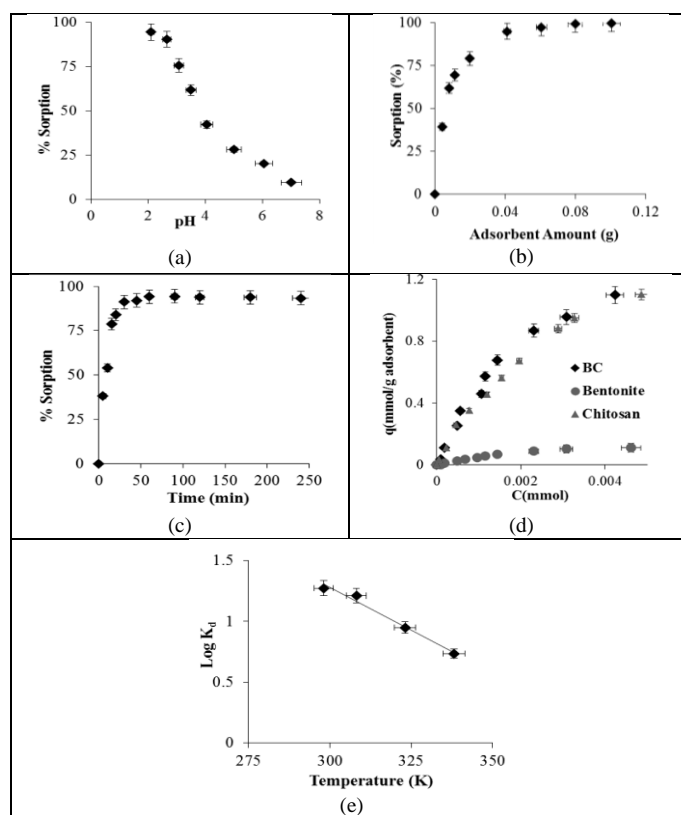 100
75
50
25
0
% Sorption
0
2
4
6
8
pH
(a)
100
75
50
25
0
Sorption (%)
0
0.04
0.08
0.12
Adsorbent Amount (g)
(b)
100
75
50
25
0
% Sorption
0
50
100
150
200
250
Time (min)
(c)
1.2
0.8
0.4
0
q(mmol/g adsorbent)
BC
Bentonite
Chitosan
0
0.002
0.004
C(mmol)
(d)
1.5
1
0.5
0
Log Kd
275
300
325
350
Temperature (K)
(e)